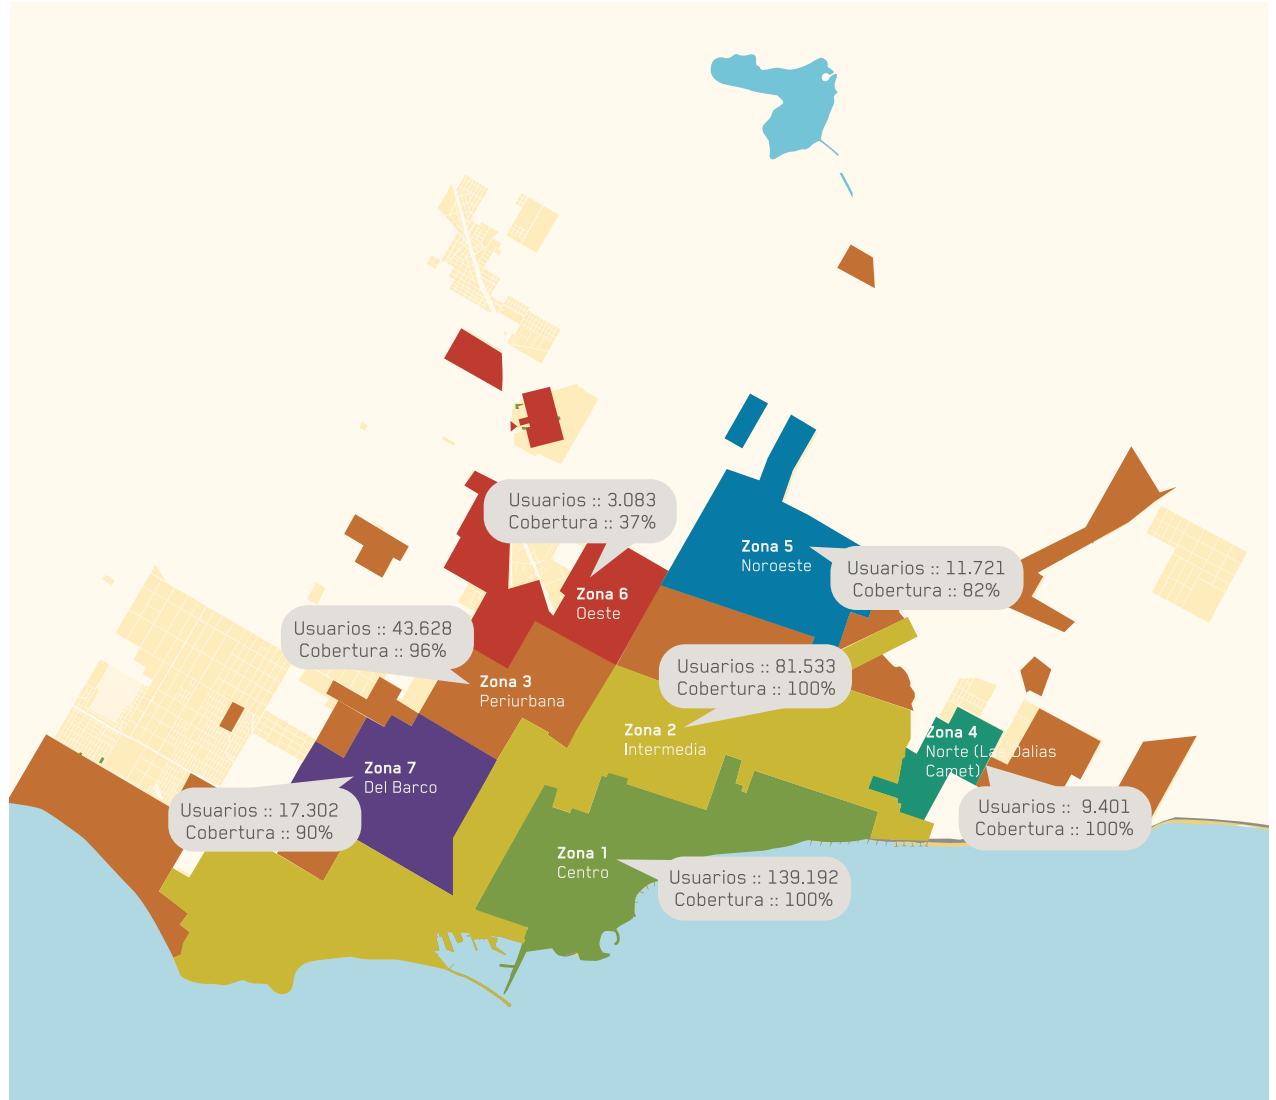 Usuarios :: 3.083
Cobertura :: 37%
Zona 5
Noroeste
Usuarios :: 11.721
Cobertura :: 82%
Zona 6
Oeste
Usuarios :: 43.628
Cobertura :: 96%
Usuarios :: 81.533
Cobertura :: 100%
Zona 3
Periurbana
Zona 2
Intermedia
Zona 4
Norte (Las Dalias
Camet)
Zona 7
Del Barco
Usuarios :: 17.302
Cobertura :: 90%
Usuarios :: 9.401
Cobertura :: 100%
Zona 1
Centro
Usuarios :: 139.192
Cobertura :: 100%